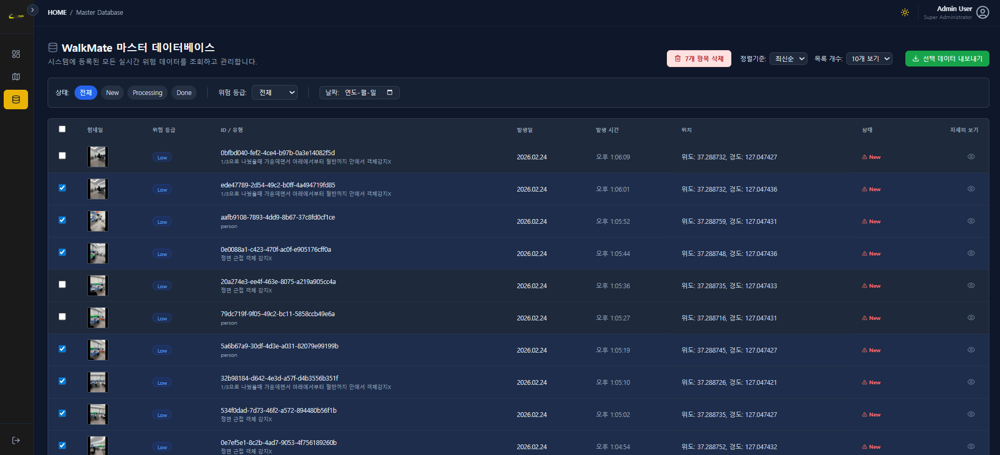 HOME / Master Database
Admin User
Super Administrator
WalkMate 마스터 데이터베이스
시스템에 등록된 모든 실시간 위험 데이터를 조회하고 관리합니다.
7개 항목 삭제 정렬기준: 최신순 목록 개수: 10개 보기 선택 데이터 내보내기
상태: 전체 New Processing Done 위험 등급: 전체 날짜: 연도-월-일
썸네일 위험 등급 ID / 유형 발생일 발생 시간 위치 상태 자세히 보기
0bfbd040-fef2-4ce4-b97b-0a3e14082f5d
Low 2026.02.24 오후 1:06:09 위도: 37.288732, 경도: 127.047427 New
1/3으로 나눴을때 가운데면서 아래에서부터 절반까지 안에서 객체감지X
ede47789-2d54-49c2-b0ff-4a494719fd85
Low 2026.02.24 오후 1:06:01 위도: 37.288732, 경도: 127.047436 New
1/3으로 나눴을때 가운데면서 아래에서부터 절반까지 안에서 객체감지X
aafb9108-7893-4dd9-8b67-37c8fd0cf1ce
Low 2026.02.24 오후 1:05:52 위도: 37.288759, 경도: 127.047431 New
person
0e0088a1-c423-470f-ac0f-e905176cff0a
Low 2026.02.24 오후 1:05:44 위도: 37.288748, 경도: 127.047436 New
정면 근접 객체 감지X
20a274e3-ee4f-463e-8075-a219a905cc4a
Low 2026.02.24 오후 1:05:36 위도: 37.288735, 경도: 127.047433 New
정면 근접 객체 감지X
79dc719f-9f05-49c2-bc11-5858ccb49e6a
Low 2026.02.24 오후 1:05:27 위도: 37.288716, 경도: 127.047431 New
person
5a6b67a9-30df-4d3e-a031-82079e99199b
Low 2026.02.24 오후 1:05:19 위도: 37.288745, 경도: 127.047427 New
person
32b98184-d642-4e3d-a57f-d4b3556b351f
Low 2026.02.24 오후 1:05:10 위도: 37.288726, 경도: 127.047421 New
1/3으로 나눴을때 가운데면서 아래에서부터 절반까지 안에서 객체감지X
534f0dad-7d73-46f2-a572-894480b56f1b
Low 2026.02.24 오후 1:05:02 위도: 37.288735, 경도: 127.047427 New
정면 근접 객체 감지X
0e7ef5e1-8c2b-4ad7-9053-4f756189260b
Low 2026.02.24 오후 1:04:54 위도: 37.288752, 경도: 127.047432 New
정면 근접 객체 감지X